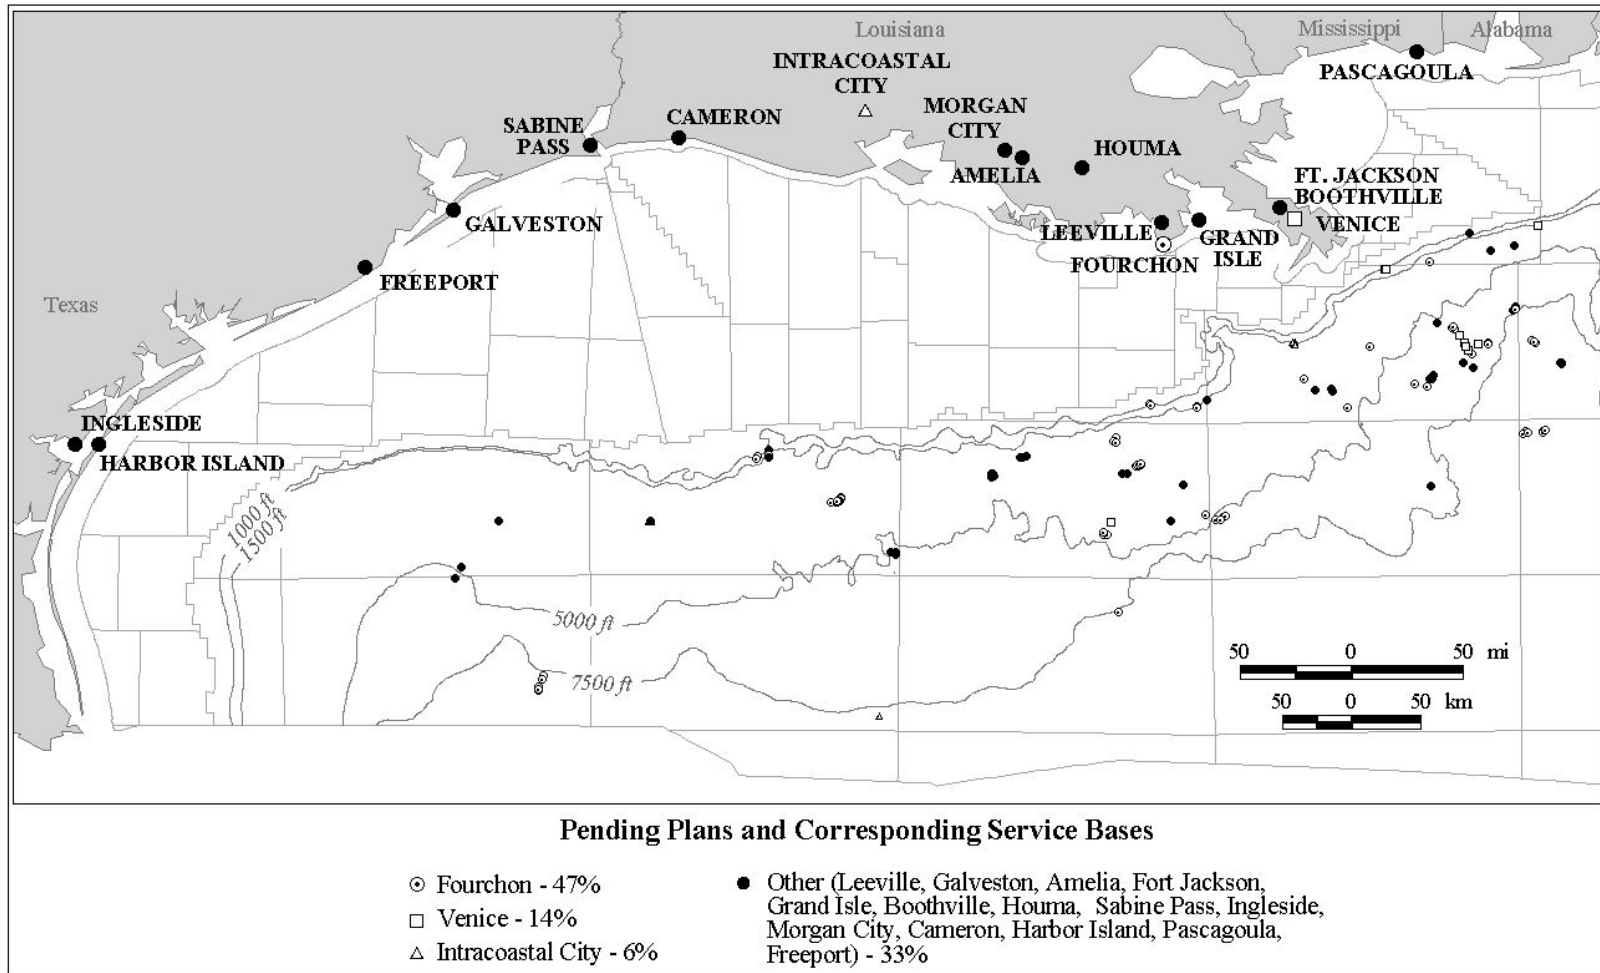 Louisiana
Mississippi
Alabama
INTRACOASTAL
CITY
PASCAGOULA
MORGAN
CITY
CAMERON
SABINE
PASS
HOUMA
AMELIA
FT. JACKSON
BOOTHVILLE
VENICE
GALVESTON
LEEVILLE
GRAND
ISLE
FOURCHON
FREEPORT
Texas
INGLESIDE
HARBOR ISLAND
1000 ft
1500 ft
5000 ft
7500 ft
50 0 50 mi
50 0 50 km
Pending Plans and Corresponding Service Bases
Fourchon - 47%
Venice - 14%
Intracoastal City - 6%
Other (Leeville, Galveston, Amelia, Fort Jackson,
Grand Isle, Boothville, Houma, Sabine Pass, Ingleside,
Morgan City, Cameron, Harbor Island, Pascagoula,
Freeport) - 33%